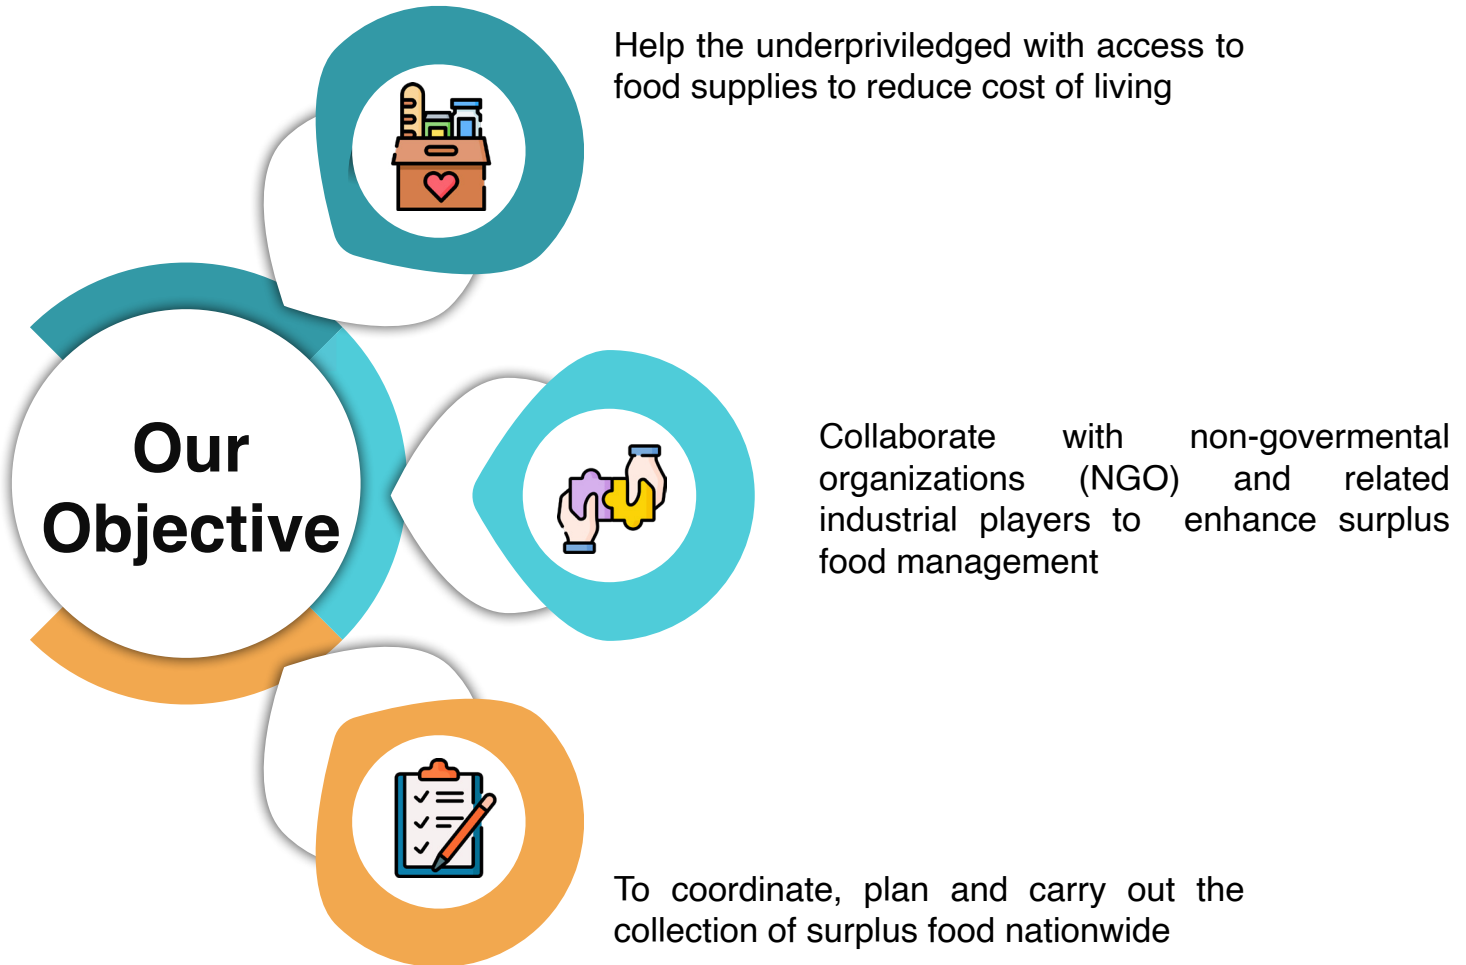 Help the underpriviledged with access to
food supplies to reduce cost of living
Our
Objective
Collaborate with non-govermental
organizations (NGO) and related
industrial players to enhance surplus
food management
To coordinate, plan and carry out the
collection of surplus food nationwide